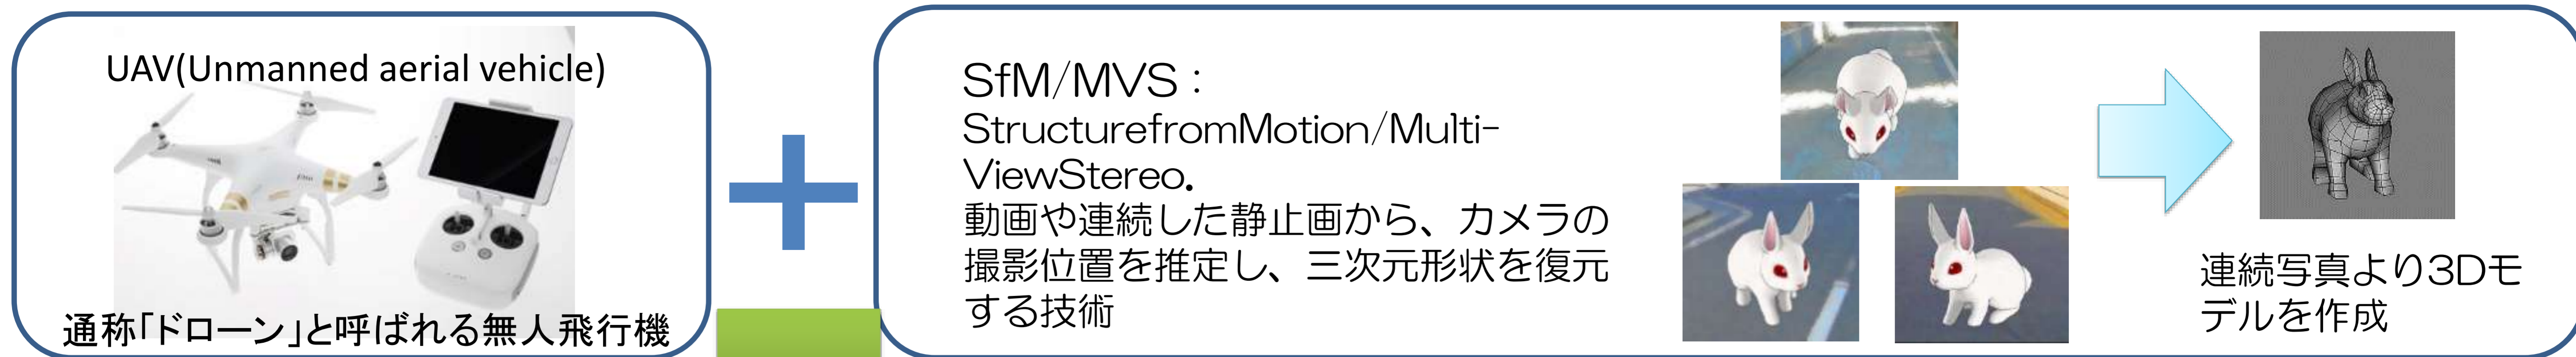 UAV(Unmanned aerial vehicle)
通称「ドローン」と呼ばれる無人飛行機
SfM/MVS：
StructurefromMotion/Multi-
ViewStereo.
動画や連続した静止画から、カメラの
撮影位置を推定し、三次元形状を復元
する技術
連続写真より3Dモ
デルを作成